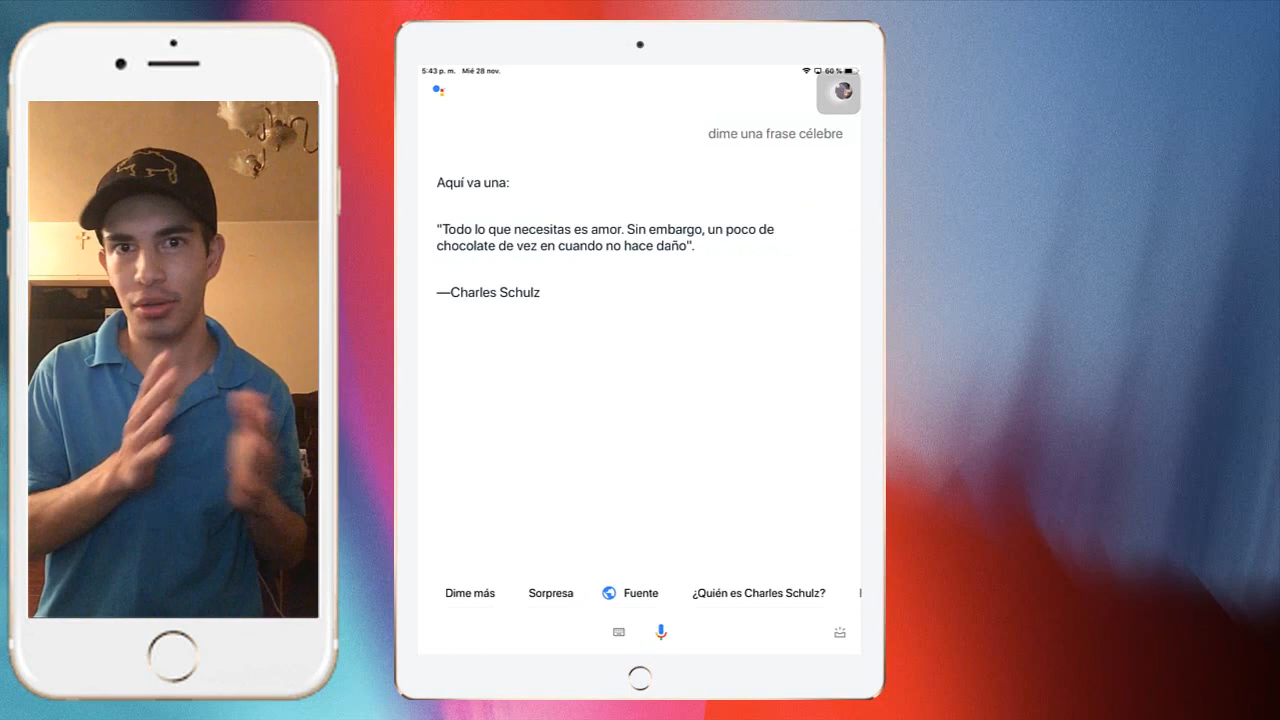 5:43 p. m. Mié 28 nov.
60 %
dime una frase célebre
Aquí va una:
"Todo lo que necesitas es amor. Sin embargo, un poco de
chocolate de vez en cuando no hace daño".
—Charles Schulz
Dime más Sorpresa Fuente ¿Quién es Charles Schulz?